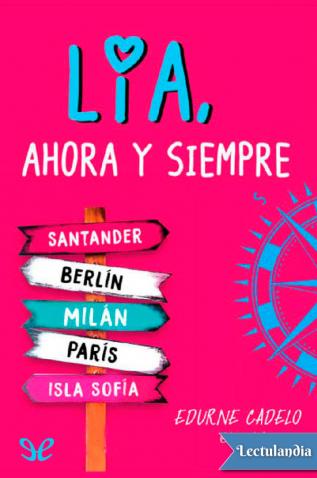 LiA,
AHORA Y SIEMPRE
SANTANDER
BERLÍN
MILÁN
PARÍS
ISLA SOFÍA
S
EDURNE CADELO
Lectulandia